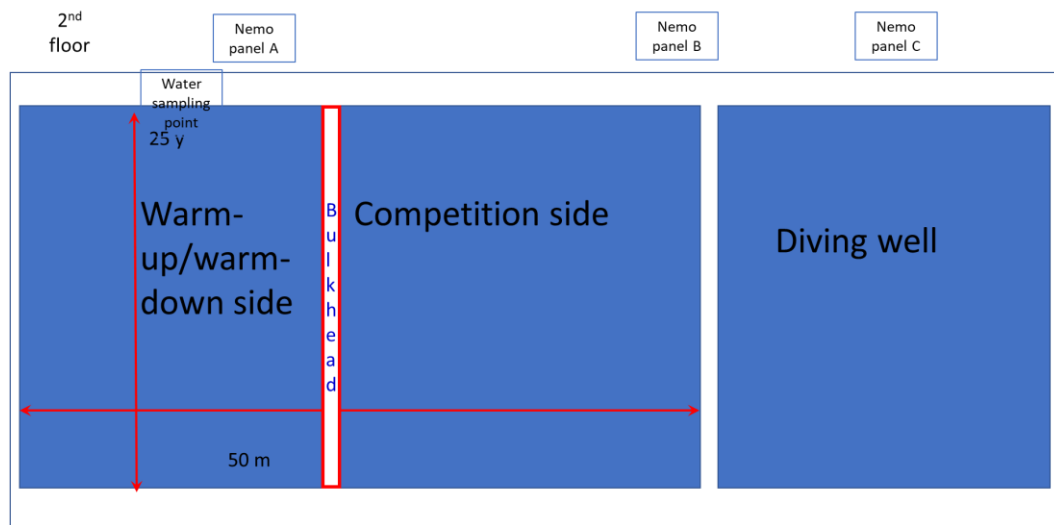 2nd
floor
Nemo
panel A
Nemo
panel B
Nemo
panel C
Water
sampling
point
25 y
Warm-
up/warm-
down side
Bulkhead
Competition side
Diving well
50 m